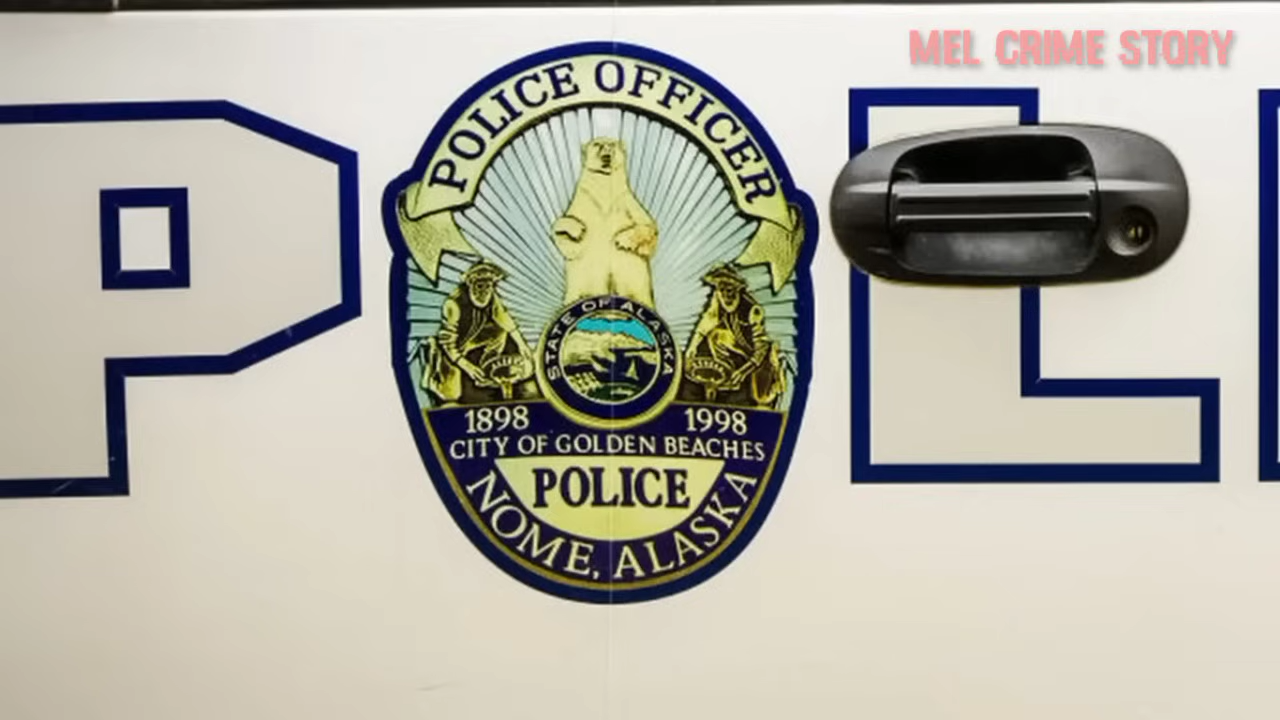 MEL CRIME STORY
POLICE OFFICER
P
L
STATE OF ALASKA
1898 1998
CITY OF GOLDEN BEACHES
POLICE
NOME, ALASKA